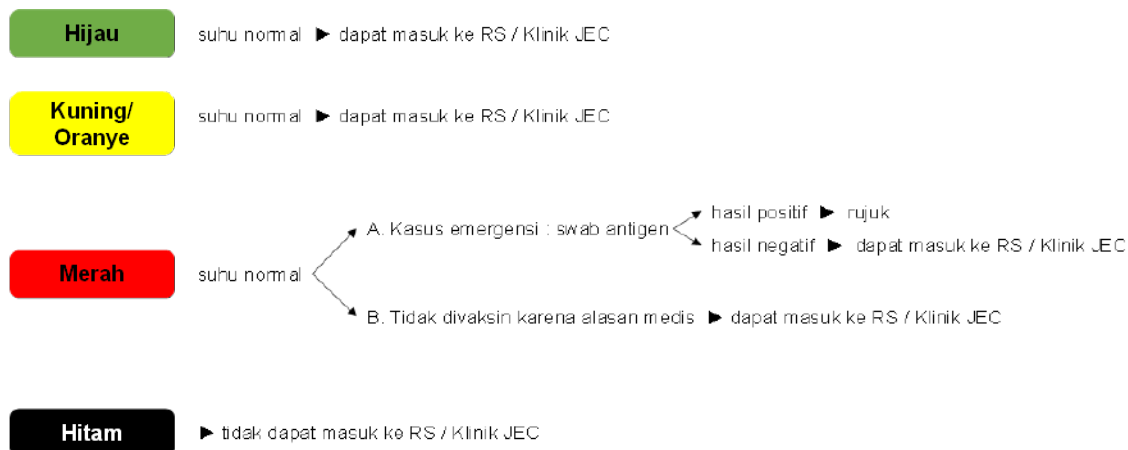 Hijau
suhu normal ► dapat masuk ke RS / Klinik JEC
Kuning/
Oranye
suhu normal ► dapat masuk ke RS / Klinik JEC
Merah
suhu normal
A. Kasus emergensi : swab antigen
hasil positif ► rujuk
hasil negatif ► dapat masuk ke RS / Klinik JEC
B. Tidak divaksin karena alasan medis ► dapat masuk ke RS / Klinik JEC
Hitam
► tidak dapat masuk ke RS / Klinik JEC